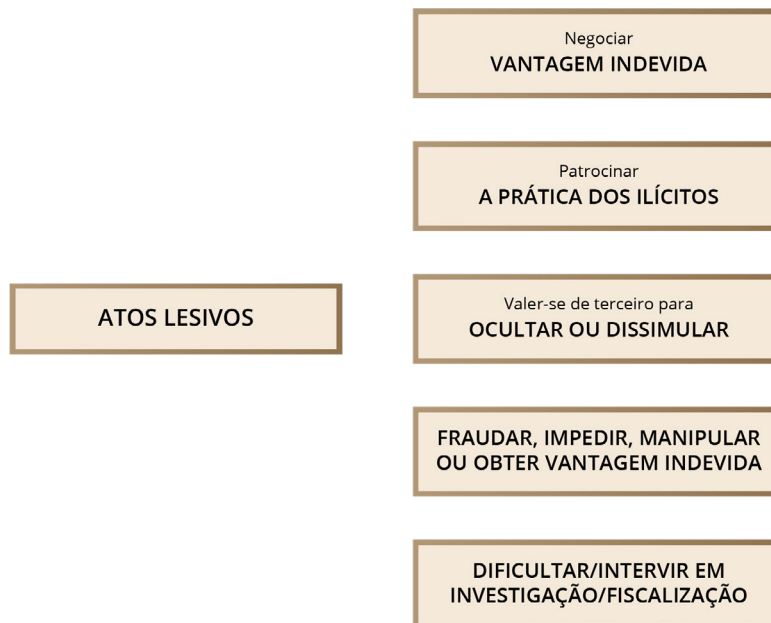 Negociar
VANTAGEM INDEVIDA
Patrocinar
A PRÁTICA DOS ILÍCITOS
ATOS LESIVOS
Valer-se de terceiro para
OCULTAR OU DISSIMULAR
FRAUDAR, IMPEDIR, MANIPULAR
OU OBTER VANTAGEM INDEVIDA
DIFICULTAR/INTERVIR EM
INVESTIGAÇÃO/FISCALIZAÇÃO